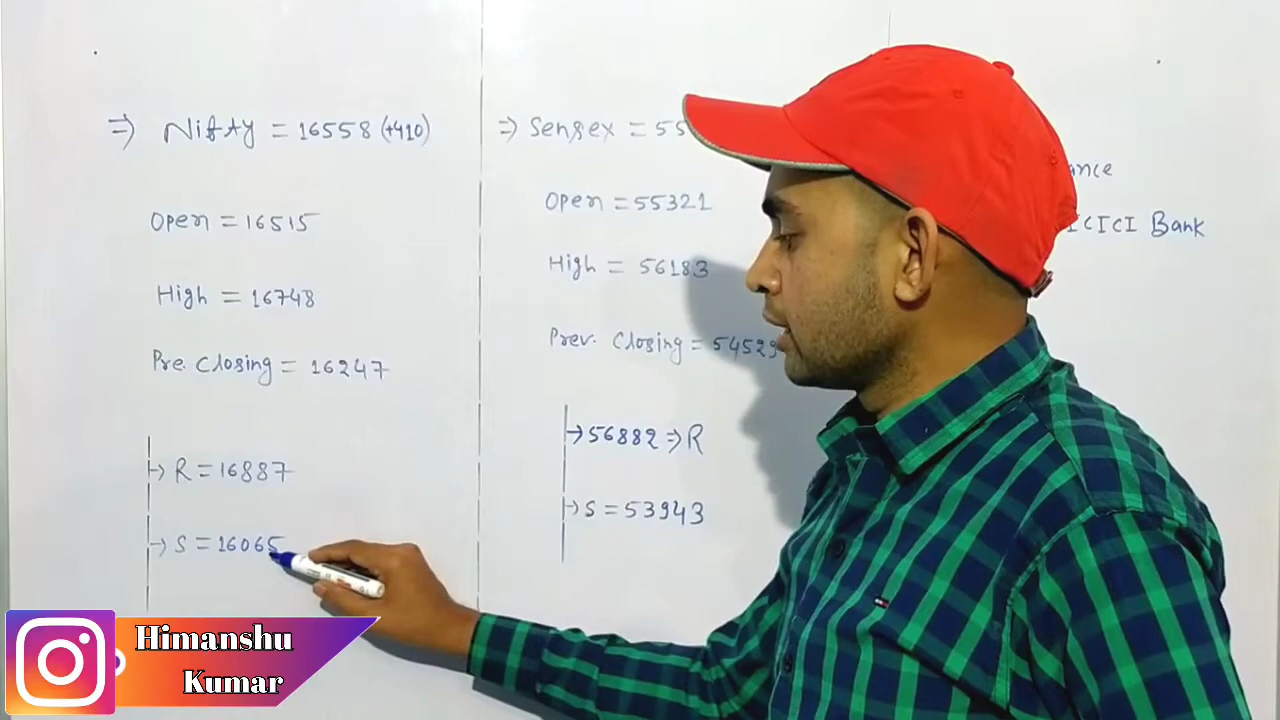 ⇒ Nifty = 16558 (+410)
Open = 16515
High = 16748
Pre. Closing = 16247
→ R = 16887
→ S = 16065
⇒ Sensex = 55
Open = 55321
High = 56183
Prev. Closing = 54529
→ 56882 ⇒ R
→ S = 53943
ance
ICICI Bank
Himanshu
Kumar